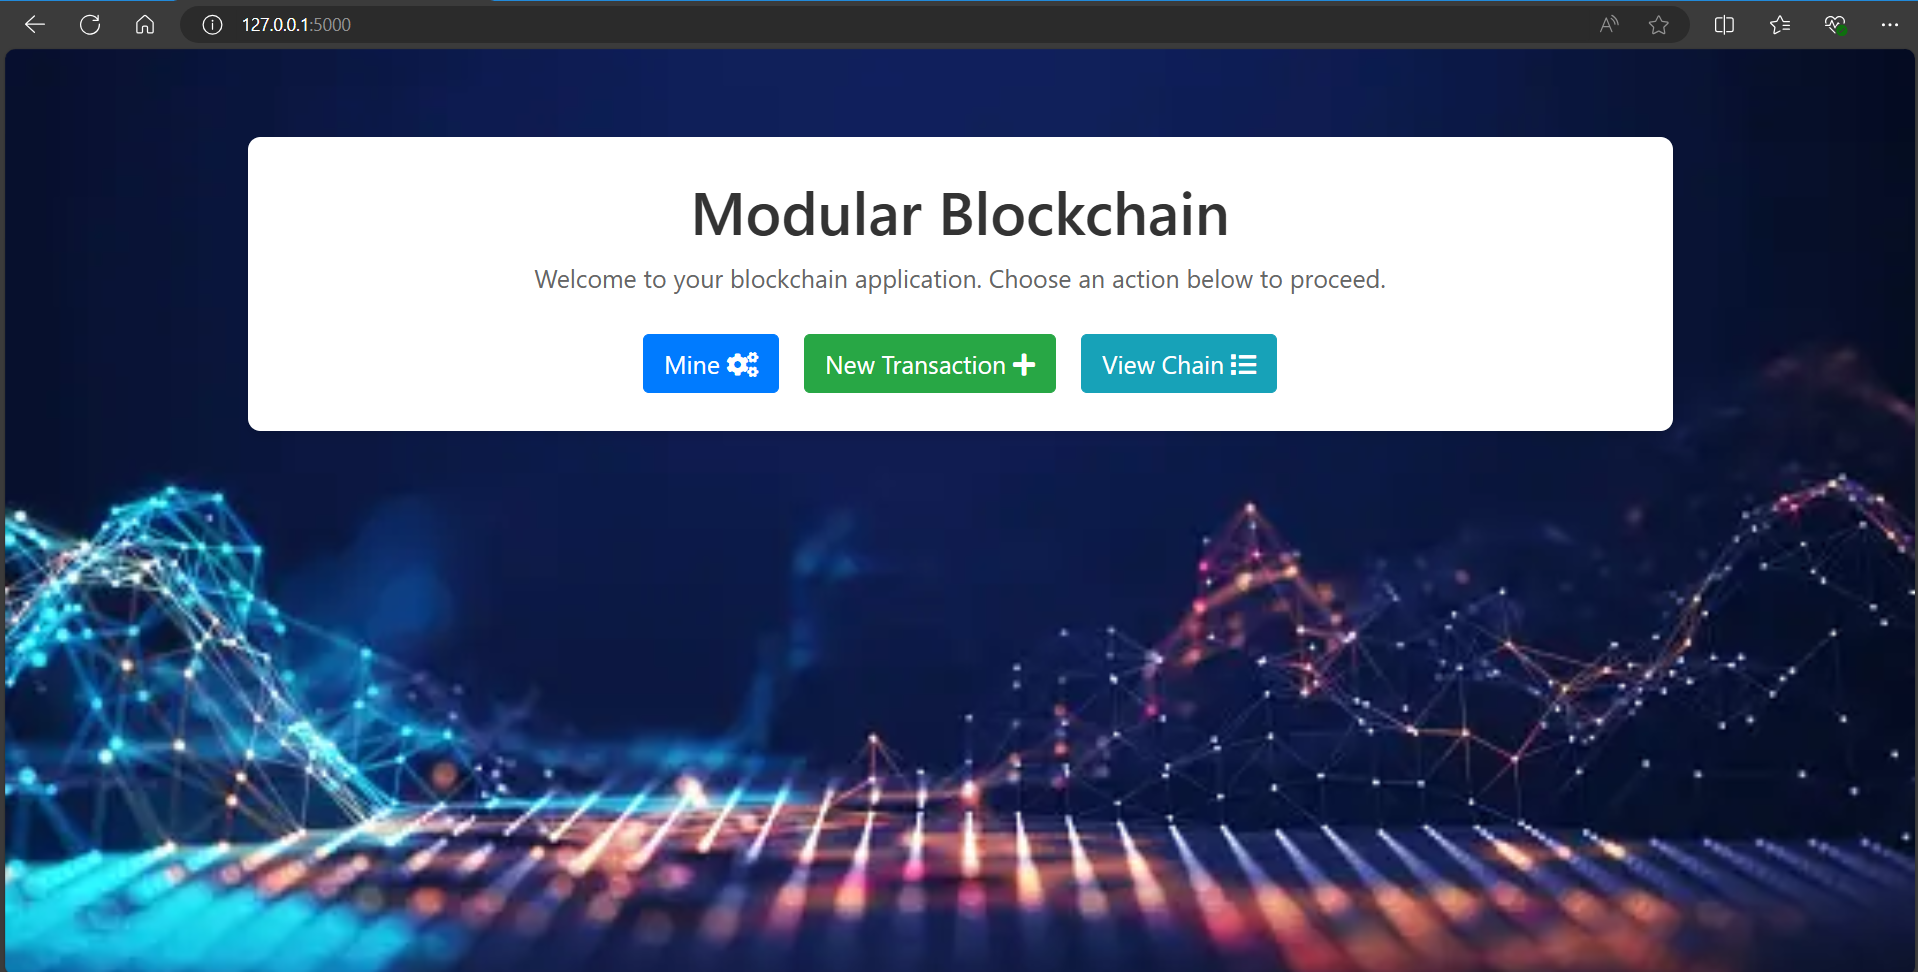 127.0.0.1:5000
Modular Blockchain
Welcome to your blockchain application. Choose an action below to proceed.
Mine
New Transaction
View Chain